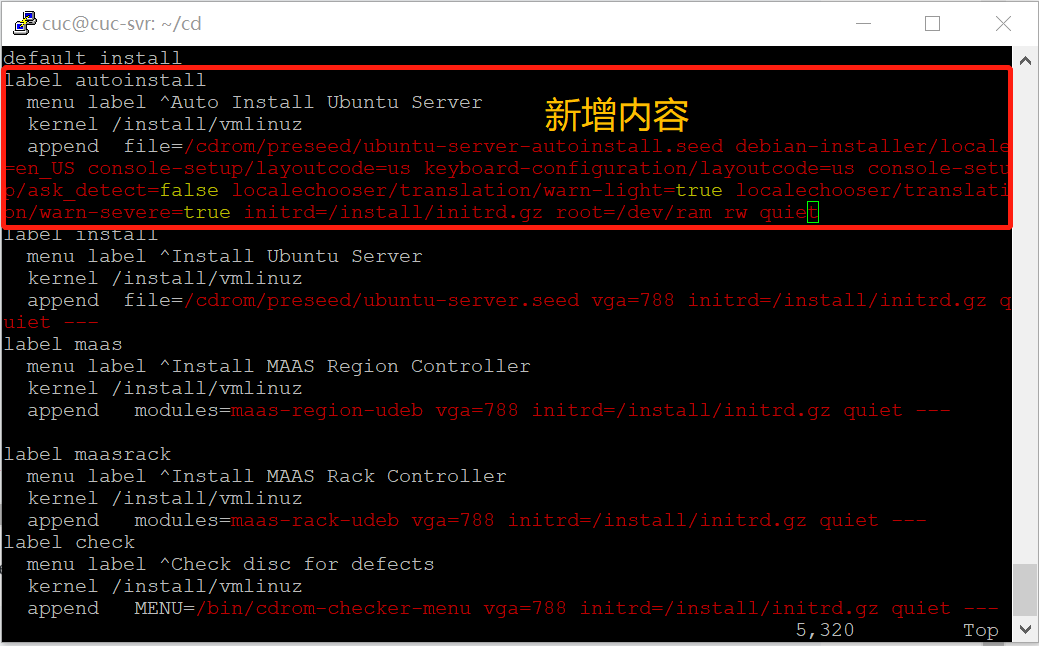 cuc@cuc-svr: ~/cd
default install
label autoinstall
  menu label ^Auto Install Ubuntu Server
新增内容
  kernel /install/vmlinuz
  append  file=/cdrom/preseed/ubuntu-server-autoinstall.seed debian-installer/locale
=en_US console-setup/layoutcode=us keyboard-configuration/layoutcode=us console-setu
p/ask_detect=false localechooser/translation/warn-light=true localechooser/translati
on/warn-severe=true initrd=/install/initrd.gz root=/dev/ram rw quiet
label install
  menu label ^Install Ubuntu Server
  kernel /install/vmlinuz
  append  file=/cdrom/preseed/ubuntu-server.seed vga=788 initrd=/install/initrd.gz q
uiet ---
label maas
  menu label ^Install MAAS Region Controller
  kernel /install/vmlinuz
  append   modules=maas-region-udeb vga=788 initrd=/install/initrd.gz quiet ---
label maasrack
  menu label ^Install MAAS Rack Controller
  kernel /install/vmlinuz
  append   modules=maas-rack-udeb vga=788 initrd=/install/initrd.gz quiet ---
label check
  menu label ^Check disc for defects
  kernel /install/vmlinuz
  append   MENU=/bin/cdrom-checker-menu vga=788 initrd=/install/initrd.gz quiet ---
5,320 Top